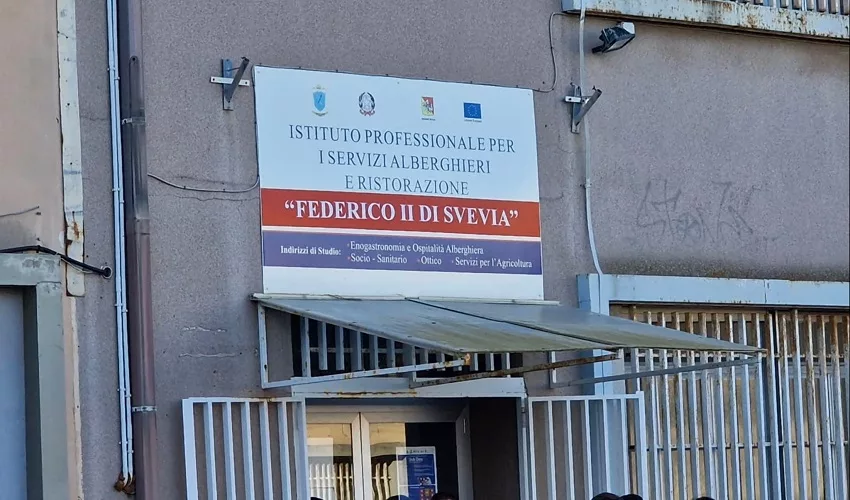 ISTITUTO PROFESSIONALE PER
I SERVIZI ALBERGHIERI
E RISTORAZIONE
“FEDERICO II DI SVEVIA”
Indirizzi di Studio: • Enogastronomia e Ospitalità Alberghiera
• Socio - Sanitario • Ottico • Servizi per l'Agricoltura